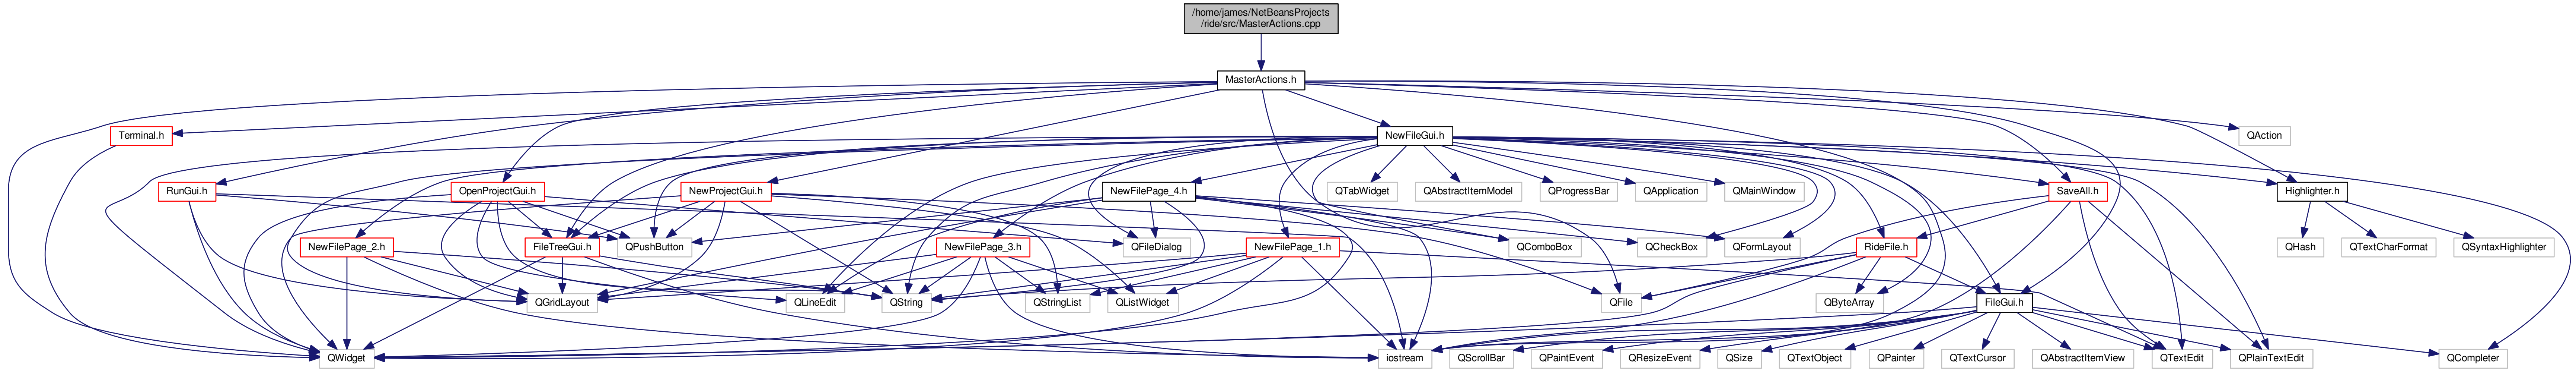 /home/james/NetBeansProjects
/ride/src/MasterActions.cpp
MasterActions.h
Terminal.h
NewFileGui.h
QAction
RunGui.h
OpenProjectGui.h
NewProjectGui.h
NewFilePage_4.h
QTabWidget
QAbstractItemModel
QProgressBar
QApplication
QMainWindow
SaveAll.h
Highlighter.h
NewFilePage_2.h
FileTreeGui.h
QPushButton
QFileDialog
NewFilePage_3.h
NewFilePage_1.h
QComboBox
QCheckBox
QFormLayout
RideFile.h
QHash
QTextCharFormat
QSyntaxHighlighter
QGridLayout
QLineEdit
QString
QStringList
QListWidget
QFile
QByteArray
FileGui.h
QWidget
iostream
QScrollBar
QPaintEvent
QResizeEvent
QSize
QTextObject
QPainter
QTextCursor
QAbstractItemView
QTextEdit
QPlainTextEdit
QCompleter